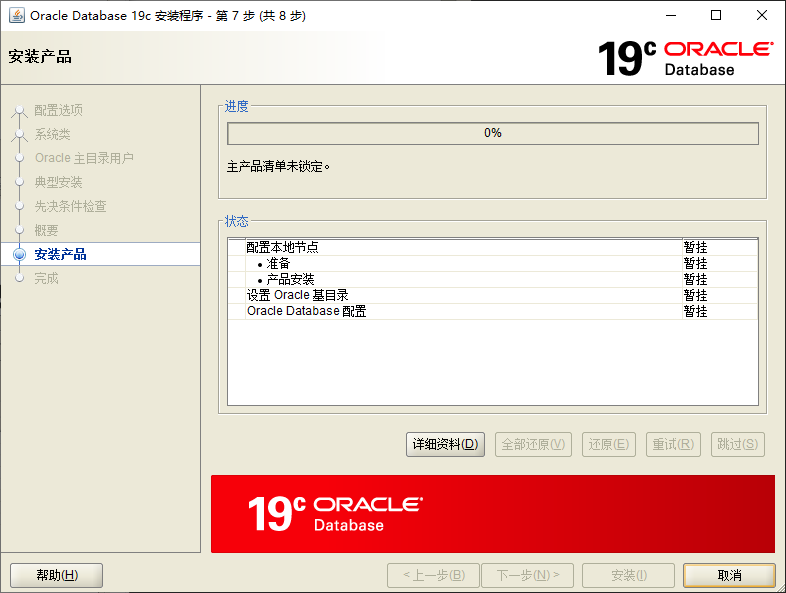 Oracle Database 19c 安装程序 - 第 7 步 (共 8 步)
安装产品
19c ORACLE
Database
配置选项
系统类
Oracle 主目录用户
典型安装
先决条件检查
概要
安装产品
完成
进度
0%
主产品清单未锁定。
状态
配置本地节点 暂挂
• 准备 暂挂
• 产品安装 暂挂
设置 Oracle 基目录 暂挂
Oracle Database 配置 暂挂
详细资料(D) 全部还原(V) 还原(E) 重试(R) 跳过(S)
19c ORACLE
Database
帮助(H) < 上一步(B) 下一步(N) > 安装(I) 取消